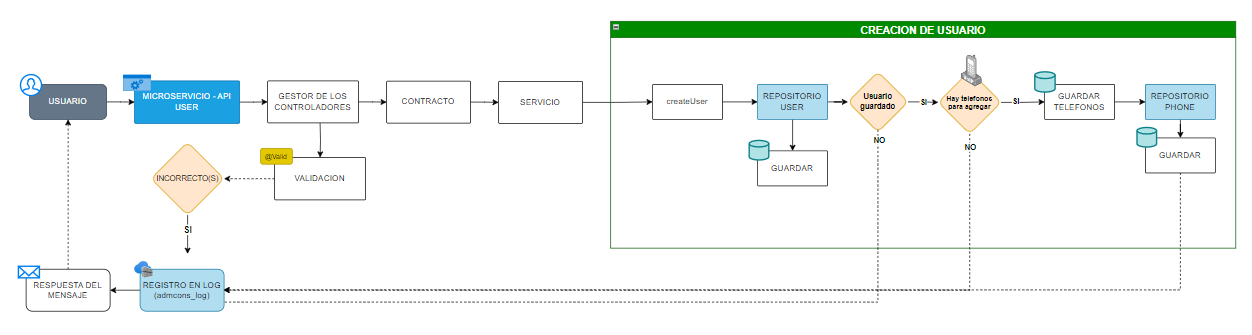 CREACION DE USUARIO
USUARIO
MICROSERVICIO - API
USER
GESTOR DE LOS
CONTROLADORES
CONTRACTO
SERVICIO
createUser
REPOSITORIO
USER
Usuario
guardado
SI
Hay telefonos
para agregar
SI
GUARDAR
TELEFONOS
REPOSITORIO
PHONE
NO
NO
GUARDAR
GUARDAR
@Valid
VALIDACION
INCORRECTO(S)
SI
RESPUESTA DEL
MENSAJE
REGISTRO EN LOG
(admcons_log)